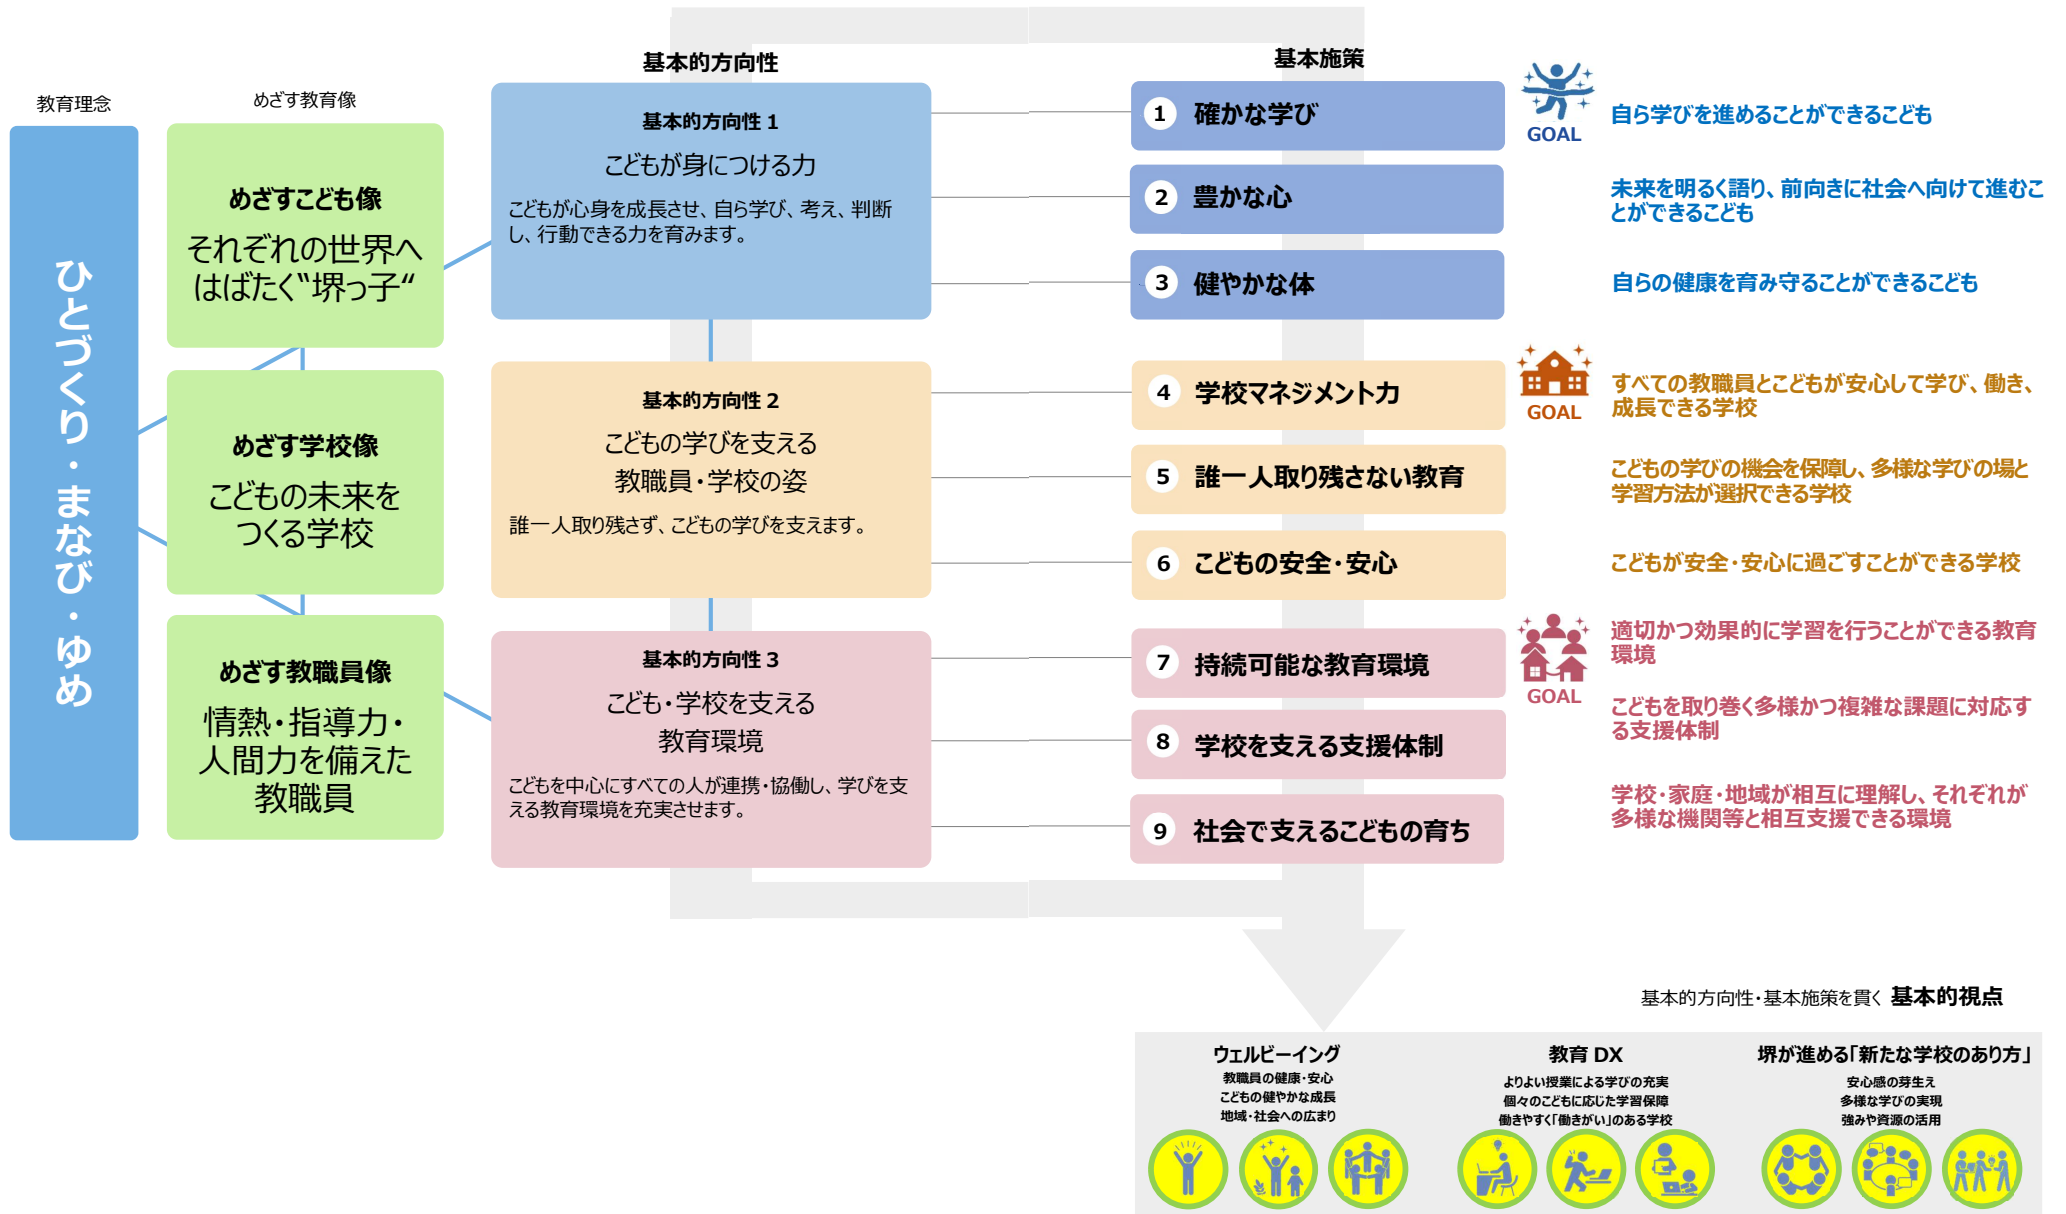 教育理念
ひとづくり・まなび・ゆめ
めざす教育像
めざすこども像
それぞれの世界へ
はばたく“堺っ子“
めざす学校像
こどもの未来を
つくる学校
めざす教職員像
情熱・指導力・
人間力を備えた
教職員
基本的方向性
基本的方向性 1
こどもが身につける力
こどもが心身を成長させ、自ら学び、考え、判断
し、行動できる力を育みます。
基本的方向性 2
こどもの学びを支える
教職員・学校の姿
誰一人取り残さず、こどもの学びを支えます。
基本的方向性 3
こども・学校を支える
教育環境
こどもを中心にすべての人が連携・協働し、学びを支
える教育環境を充実させます。
基本施策
1 確かな学び
2 豊かな心
3 健やかな体
4 学校マネジメント力
5 誰一人取り残さない教育
6 こどもの安全・安心
7 持続可能な教育環境
8 学校を支える支援体制
9 社会で支えるこどもの育ち
GOAL
自ら学びを進めることができるこども
未来を明るく語り、前向きに社会へ向けて進むこ
とができるこども
自らの健康を育み守ることができるこども
GOAL
すべての教職員とこどもが安心して学び、働き、
成長できる学校
こどもの学びの機会を保障し、多様な学びの場と
学習方法が選択できる学校
こどもが安全・安心に過ごすことができる学校
GOAL
適切かつ効果的に学習を行うことができる教育
環境
こどもを取り巻く多様かつ複雑な課題に対応す
る支援体制
学校・家庭・地域が相互に理解し、それぞれが
多様な機関等と相互支援できる環境
基本的方向性・基本施策を貫く 基本的視点
ウェルビーイング
教職員の健康・安心
こどもの健やかな成長
地域・社会への広まり
教育 DX
よりよい授業による学びの充実
個々のこどもに応じた学習保障
働きやすく「働きがい」のある学校
堺が進める「新たな学校のあり方」
安心感の芽生え
多様な学びの実現
強みや資源の活用